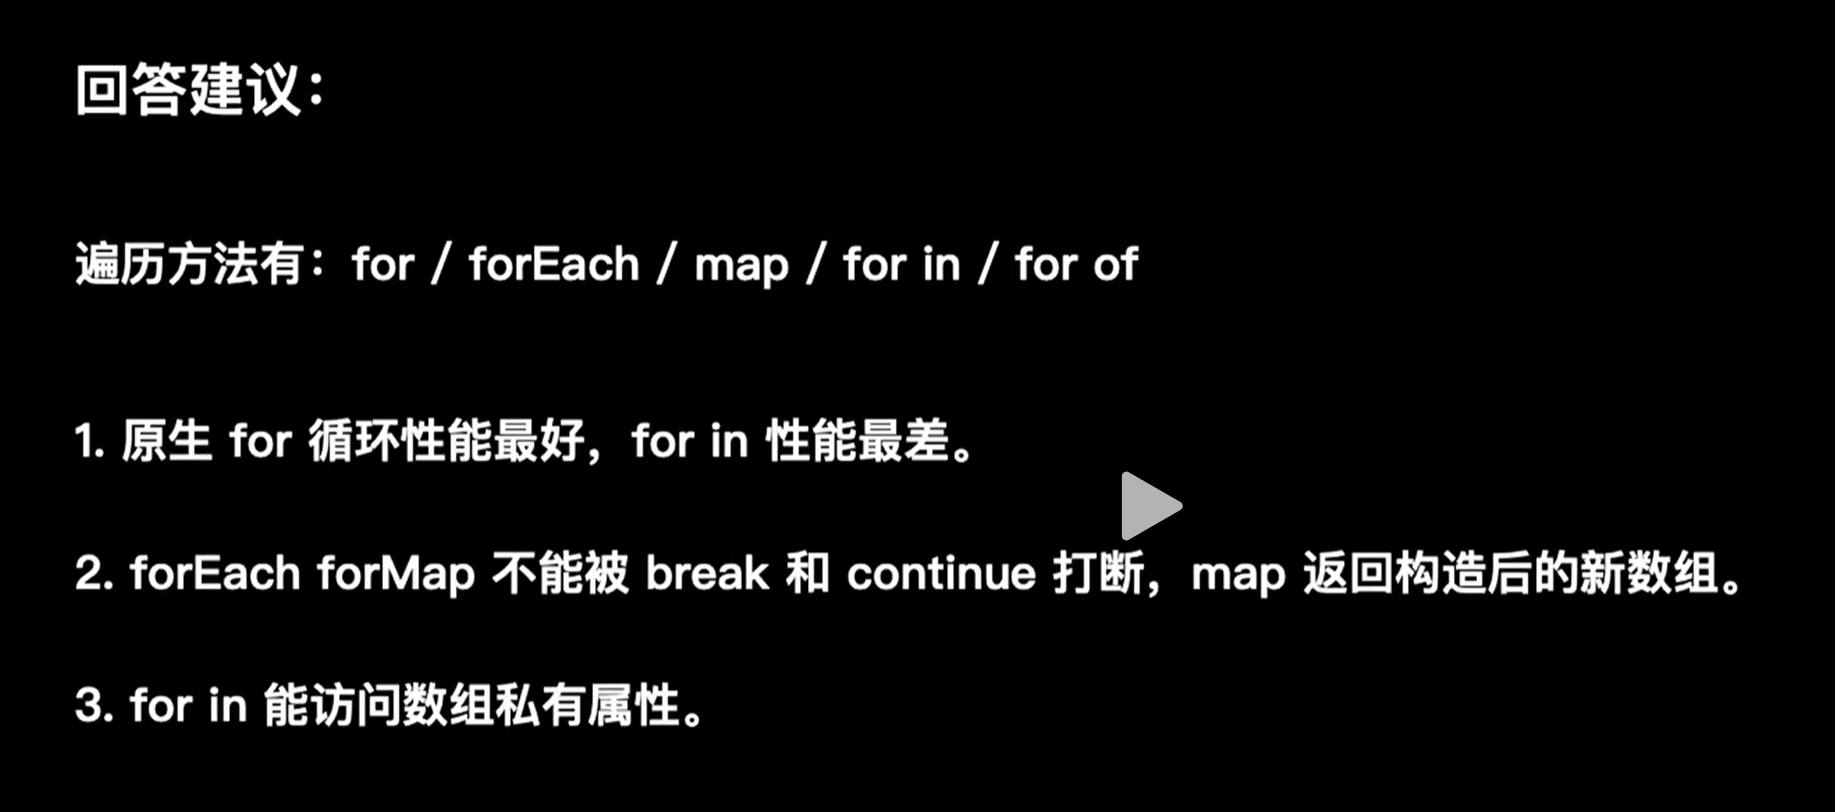 回答建议：
遍历方法有：for / forEach / map / for in / for of
1. 原生 for 循环性能最好，for in 性能最差。
2. forEach forMap 不能被 break 和 continue 打断，map 返回构造后的新数组。
3. for in 能访问数组私有属性。